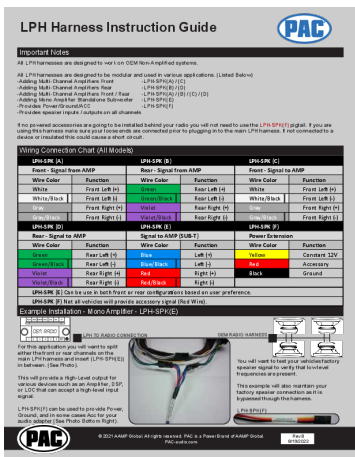 LPH Harness Instruction Guide
PAC
Important Notes
All LPH harnesses are designed to work on OEM Non-Amplified systems.
All LPH harnesses are designed to be modular and used in various applications. (Listed Below)
-Adding Multi-Channel Amplifiers Front -LPH-SPK(A) / (C)
-Adding Multi-Channel Amplifiers Rear -LPH-SPK(B) / (D)
-Adding Multi-Channel Amplifiers Front / Rear -LPH-SPK(A) / (B) / (C) / (D)
-Adding Mono Amplifier Standalone Subwoofer -LPH-SPK(E)
-Provides Power/Ground/ACC -LPH-SPK(F)
-Provides speaker inputs / outputs on all channels
If no powered accessories are going to be installed behind your radio you will not need to use the LPH-SPK(F) pigtail. If you are
using this harness make sure your loose ends are connected prior to plugging in to the main LPH harness. If not connected to a
device or insulated this could cause a short circuit.
Wiring Connection Chart (All Models)
LPH-SPK (A) LPH-SPK (B) LPH-SPK (C)
Front - Signal from AMP Rear - Signal from AMP Front - Signal to AMP
Wire Color Function Wire Color Function Wire Color Function
White Front Left (+) Green Rear Left (+) White Front Left (+)
White/Black Front Left (-) Green/Black Rear Left (-) White/Black Front Left (-)
Gray Front Right (+) Violet Rear Right (+) Gray Front Right (+)
Gray/Black Front Right (-) Violet/Black Rear Right (-) Gray/Black Front Right (-)
LPH-SPK (D) LPH-SPK (E) LPH-SPK (F)
Rear - Signal to AMP Signal to AMP (SUB-T) Power Extension
Wire Color Function Wire Color Function Wire Color Function
Green Rear Left (+) Blue Left (+) Yellow Constant 12V
Green/Black Rear Left (-) Blue/Black Left (-) Red Accessory
Violet Rear Right (+) Red Right (+) Black Ground
Violet/Black Rear Right (-) Red/Black Right (-)
LPH-SPK (E) Can be use in both front or rear configurations based on user preference.
LPH-SPK (F) Not all vehicles will provide accessory signal (Red Wire).
Example Installation - Mono Amplifier - LPH-SPK(E)
OEM RADIO
LPH TO RADIO CONNECTION
OEM RADIO HARNESS
For this application you will want to split
either the front or rear channels on the
main LPH harness and insert (LPH-SPK(E))
in between. (See Photo).
This will provide a High-Level output for
various devices such as an Amplifier, DSP,
or LOC that can accept a high-level input
signal.
LPH-SPK(F) can be used to provide Power,
Ground, and in some cases Acc for your
audio adapter (See Photo Bottom Right).
You will want to test your vehicles factory
speaker signal to verify that low level
frequencies are present.
This example will also maintain your
factory speaker connection as it is
bypassed though the harness.
LPH-SPK(F)
PAC
© 2021 AAMP Global. All rights reserved. PAC is a Power Brand of AAMP Global.
PAC-audio.com
Rev.B
8/19/2022